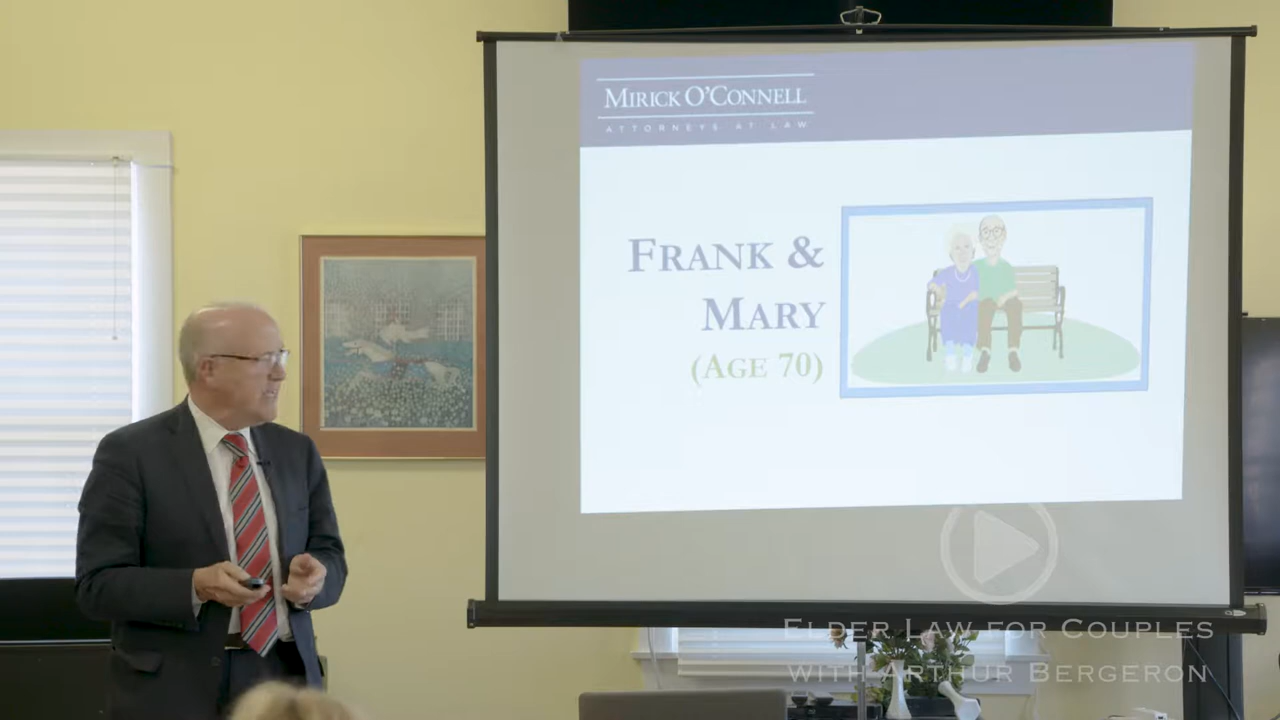 MIRICK O'CONNELL
ATTORNEYS AT LAW
FRANK &
MARY
(AGE 70)
ELDER LAW FOR COUPLES
WITH ARTHUR BERGERON